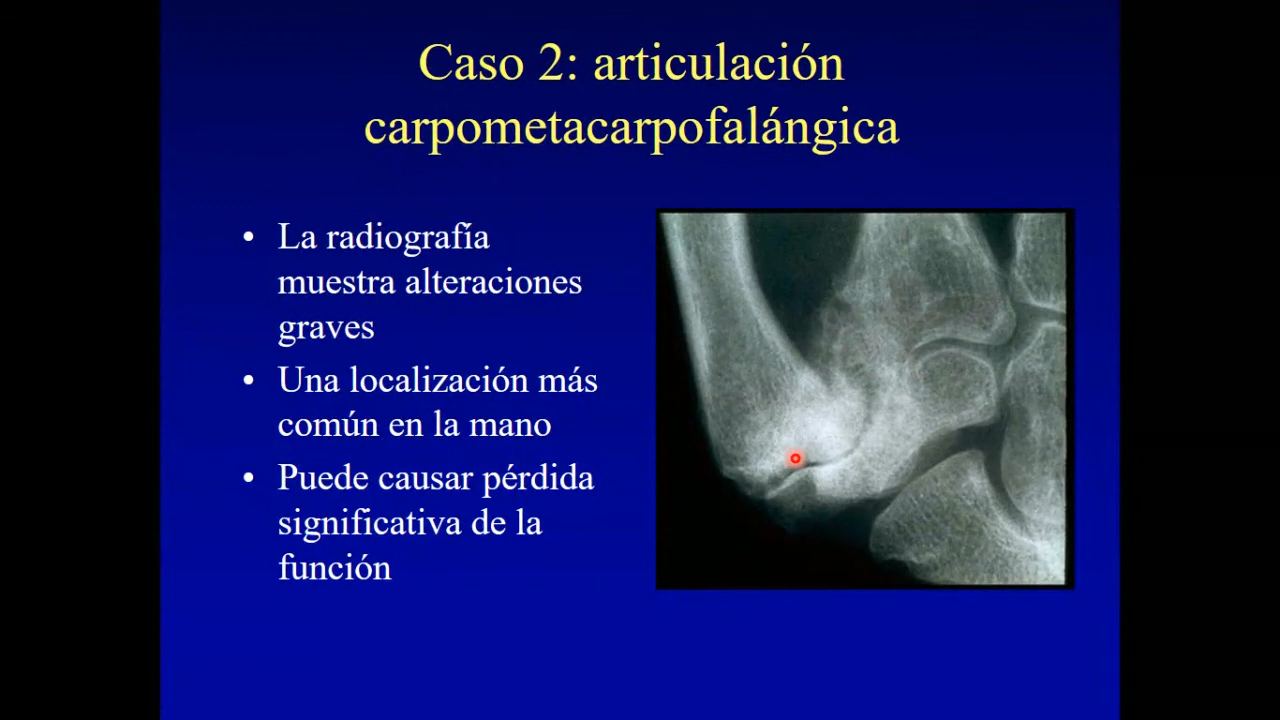 Caso 2: articulación
carpometacarpofalángica
• La radiografía
muestra alteraciones
graves
• Una localización más
común en la mano
• Puede causar pérdida
significativa de la
función